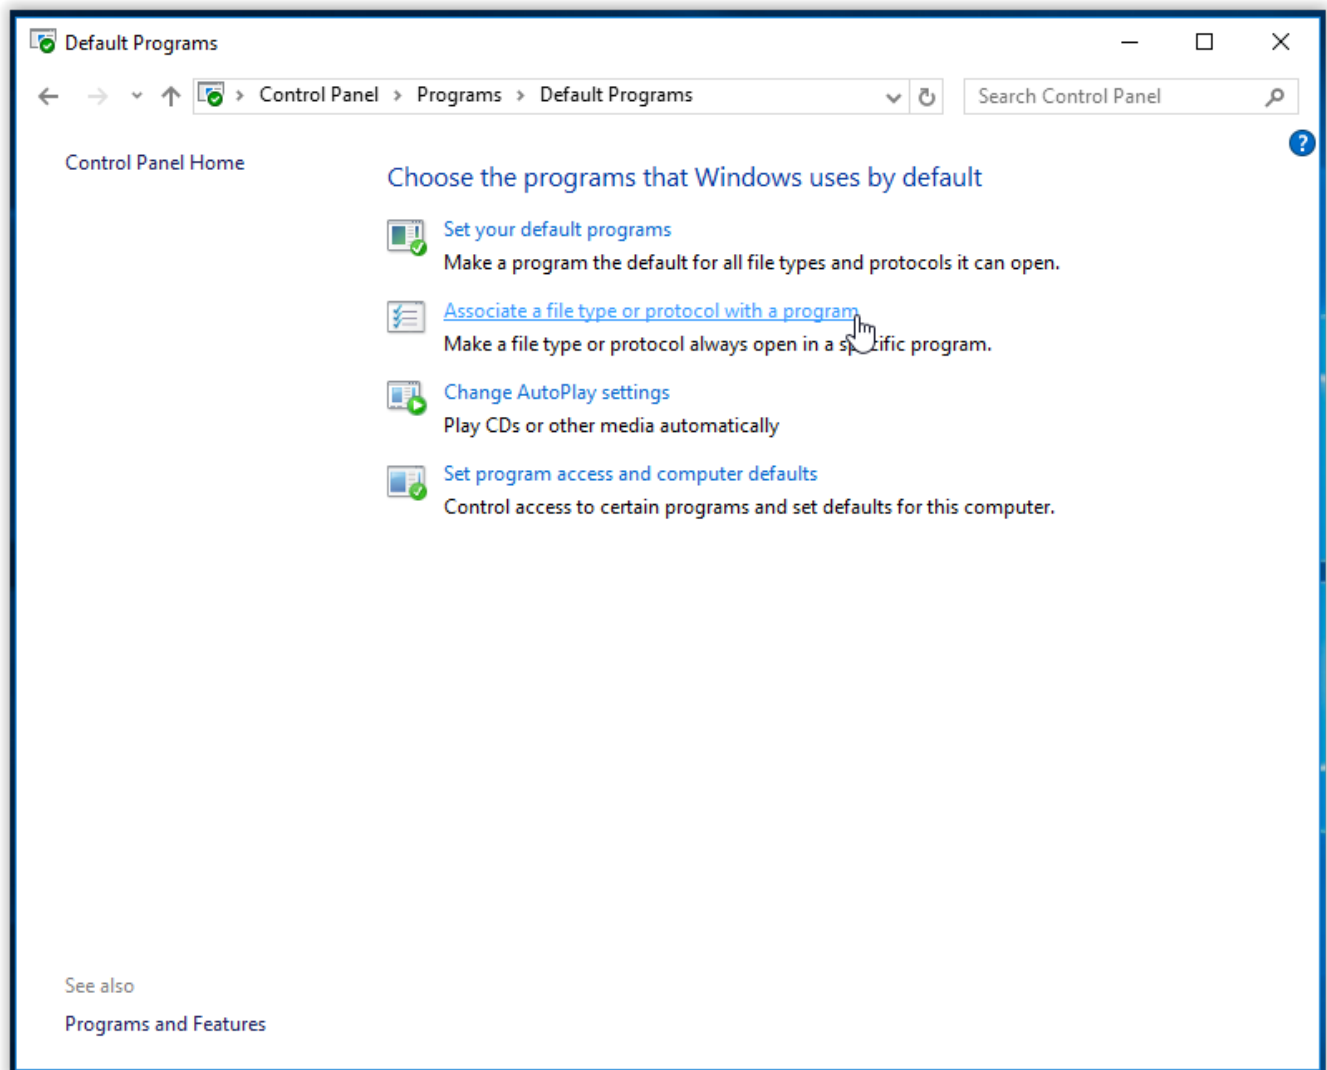 Default Programs
Control Panel > Programs > Default Programs
Search Control Panel
?
Control Panel Home
Choose the programs that Windows uses by default
Set your default programs
Make a program the default for all file types and protocols it can open.
Associate a file type or protocol with a program
Make a file type or protocol always open in a specific program.
Change AutoPlay settings
Play CDs or other media automatically
Set program access and computer defaults
Control access to certain programs and set defaults for this computer.
See also
Programs and Features